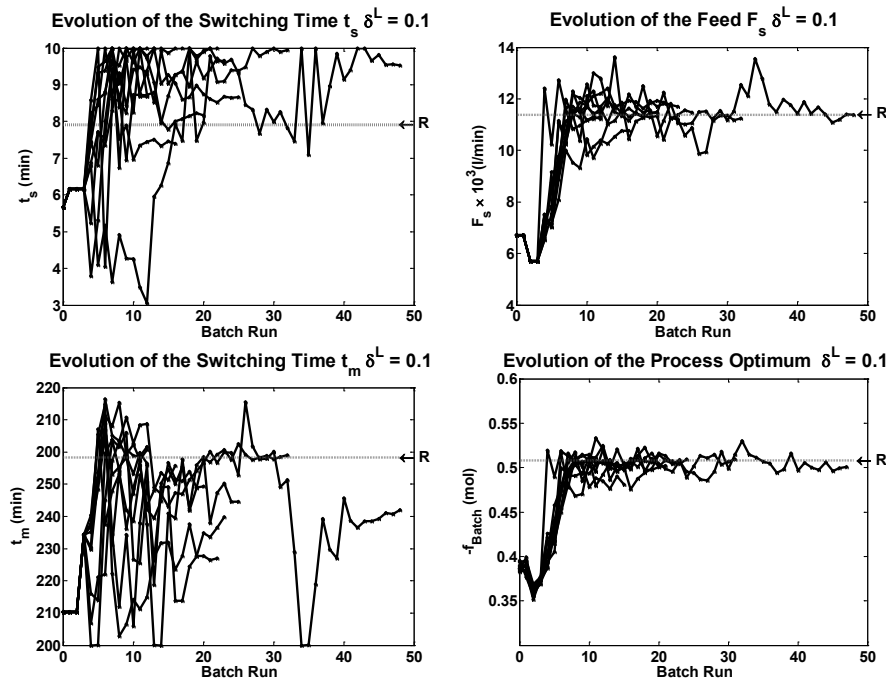 Evolution of the Switching Time t_s δ^L = 0.1
10
9
8
7
6
5
4
3
t_s (min)
0 10 20 30 40 50
Batch Run
R
Evolution of the Feed F_s δ^L = 0.1
14
12
10
8
6
4
F_s × 10^3 (l/min)
0 10 20 30 40 50
Batch Run
R
Evolution of the Switching Time t_m δ^L = 0.1
220
210
200
250
240
230
220
210
200
t_m (min)
0 10 20 30 40 50
Batch Run
R
Evolution of the Process Optimum δ^L = 0.1
0.6
0.55
0.5
0.45
0.4
0.35
-f_Batch (mol)
0 10 20 30 40 50
Batch Run
R